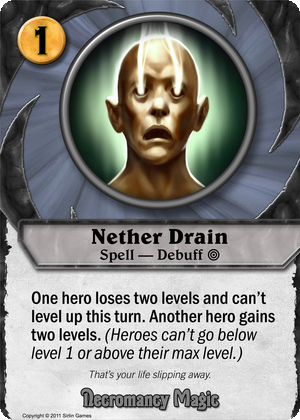 1
Nether Drain
Spell — Debuff ◎
One hero loses two levels and can't
level up this turn. Another hero gains
two levels. (Heroes can't go below
level 1 or above their max level.)
That's your life slipping away.
Necromancy Magic
Copyright © 2011 Sirlin Games